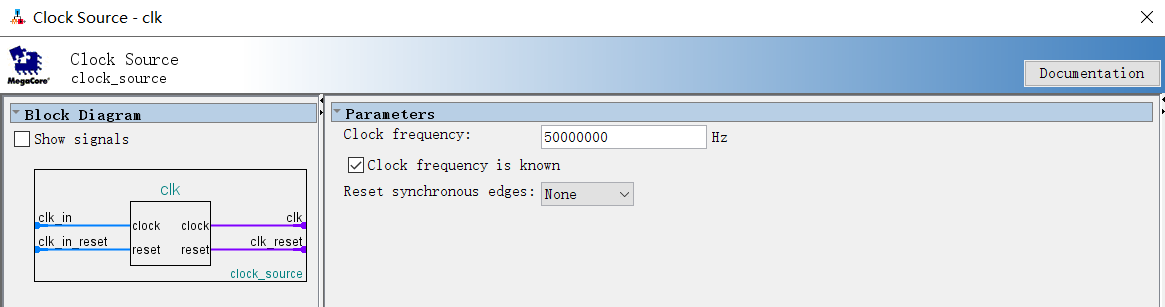 Clock Source - clk
MegaCore®
Clock Source
clock_source
Documentation
Block Diagram
Show signals
clk
clk_in
clock
clock
clk
clk_in_reset
reset
reset
clk_reset
clock_source
Parameters
Clock frequency: 50000000 Hz
Clock frequency is known
Reset synchronous edges: None